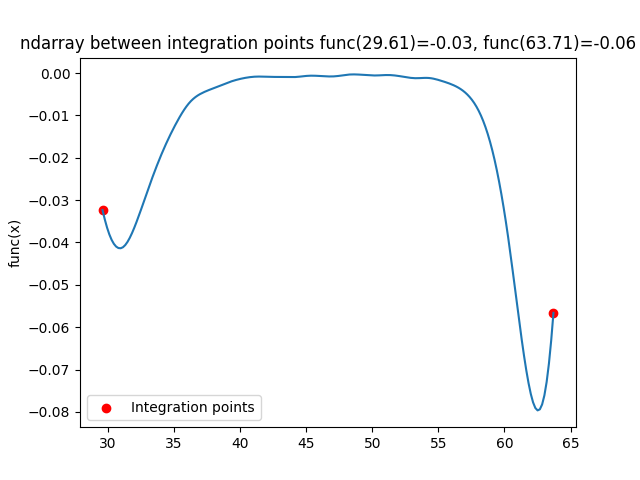 ndarray between integration points func(29.61)=-0.03, func(63.71)=-0.06
0.00
−0.01
−0.02
−0.03
−0.04
−0.05
−0.06
−0.07
−0.08
func(x)
Integration points
30 35 40 45 50 55 60 65